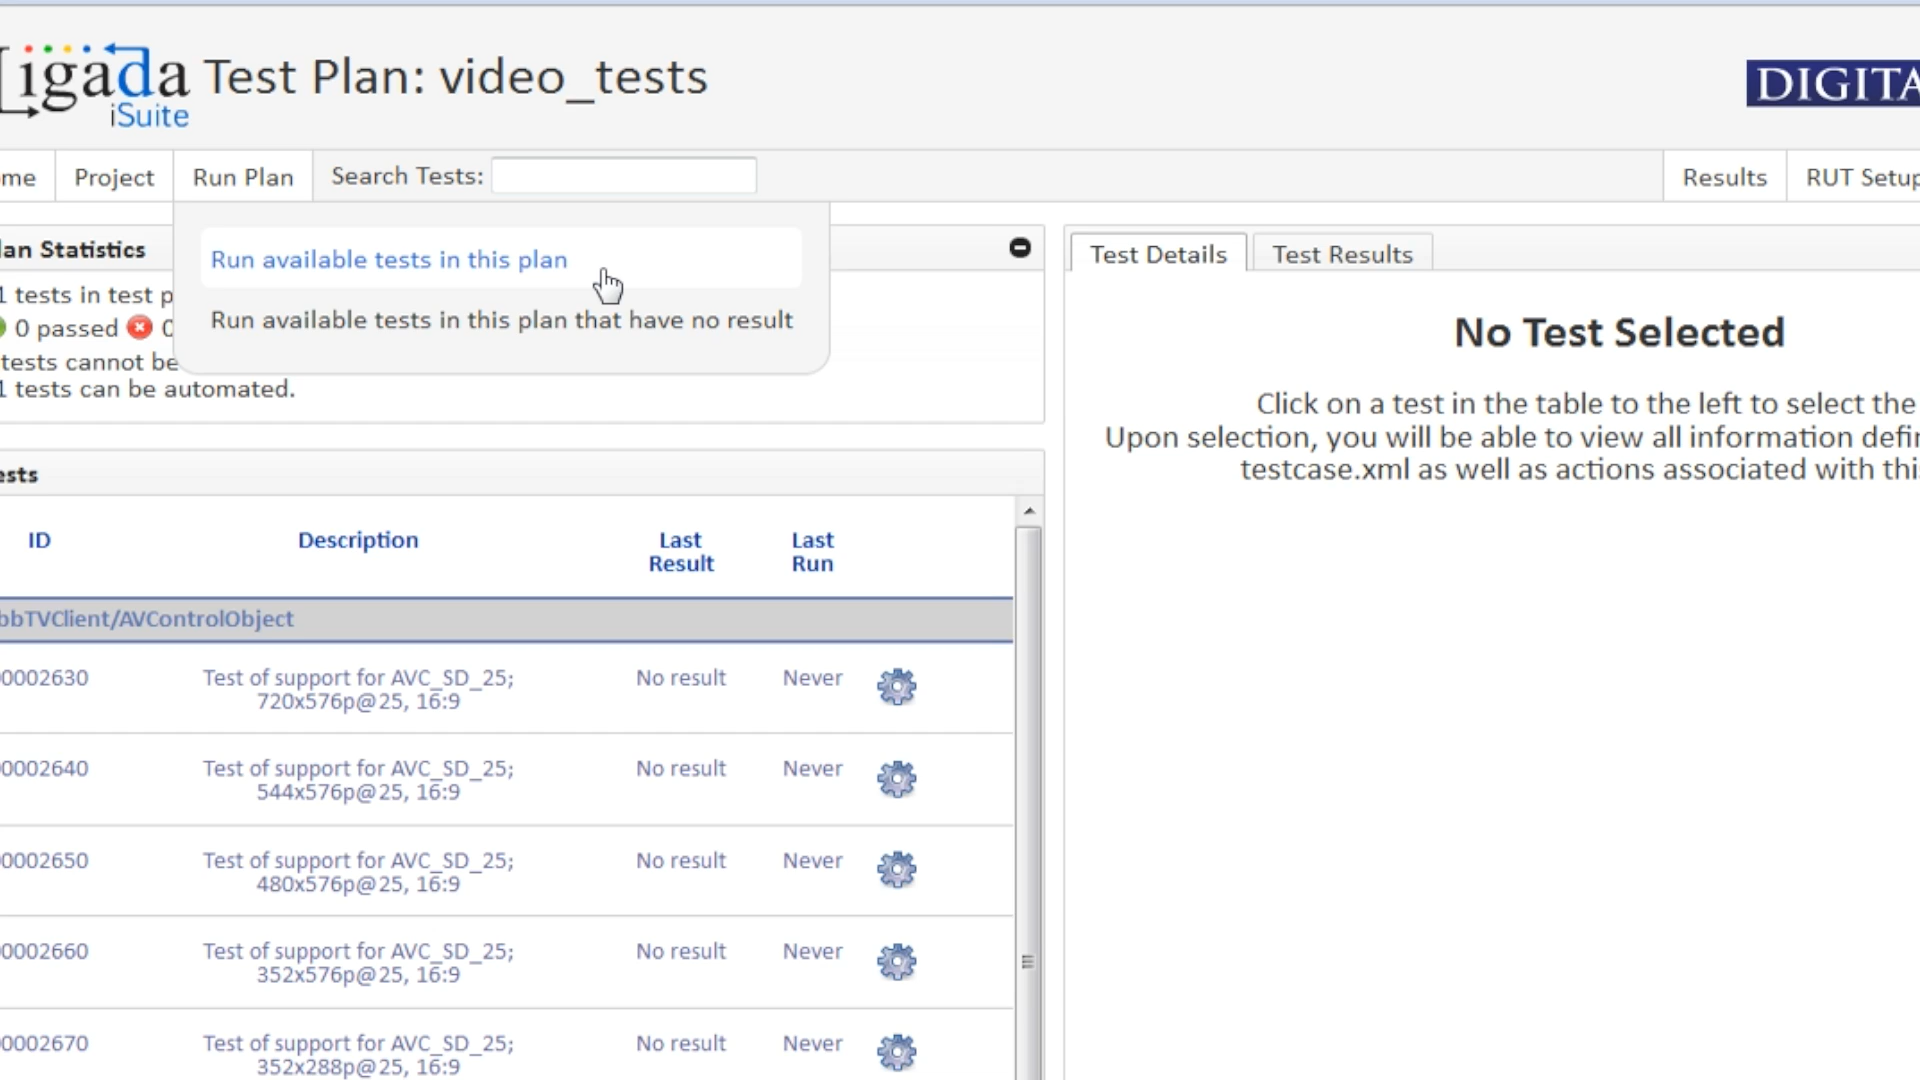 Ligada Test Plan: video_tests
iSuite
DIGITA
me Project Run Plan Search Tests: Results RUT Setup
lan Statistics
Run available tests in this plan
Run available tests in this plan that have no result
1 tests in test p
0 passed 0
tests cannot be
1 tests can be automated.
Test Details Test Results
No Test Selected
Click on a test in the table to the left to select the
Upon selection, you will be able to view all information defin
testcase.xml as well as actions associated with this
ests
ID Description Last Result Last Run
bbTVClient/AVControlObject
0002630 Test of support for AVC_SD_25; No result Never
720x576p@25, 16:9
0002640 Test of support for AVC_SD_25; No result Never
544x576p@25, 16:9
0002650 Test of support for AVC_SD_25; No result Never
480x576p@25, 16:9
0002660 Test of support for AVC_SD_25; No result Never
352x576p@25, 16:9
0002670 Test of support for AVC_SD_25; No result Never
352x288p@25, 16:9